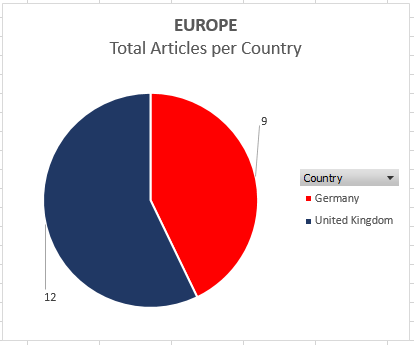 EUROPE
Total Articles per Country
9
Country
Germany
United Kingdom
12